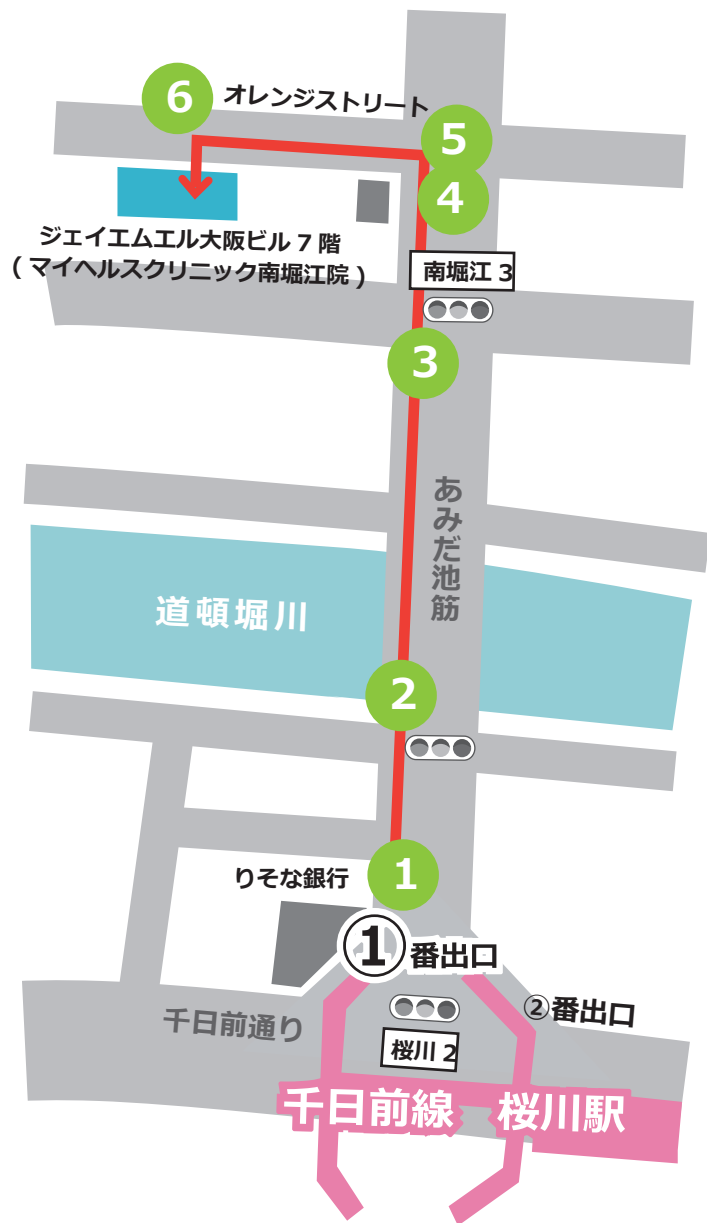 6
オレンジストリート
5
4
ジェイエムエル大阪ビル 7 階
( マイヘルスクリニック南堀江院 )
南堀江 3
3
あみだ池筋
道頓堀川
2
1
りそな銀行
①番出口
②番出口
千日前通り
桜川 2
千日前線 桜川駅